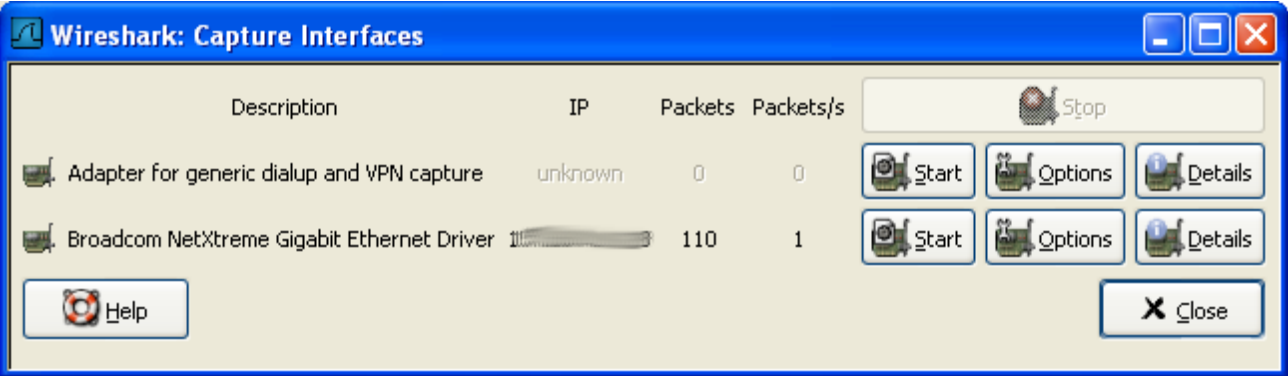 Wireshark: Capture Interfaces
Description IP Packets Packets/s Stop
Adapter for generic dialup and VPN capture unknown 0 0 Start Options Details
Broadcom NetXtreme Gigabit Ethernet Driver 110 1 Start Options Details
Help Close